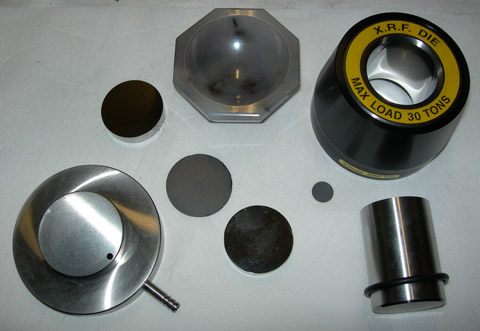 X.R.F. DIE
MAX LOAD 30 TONS